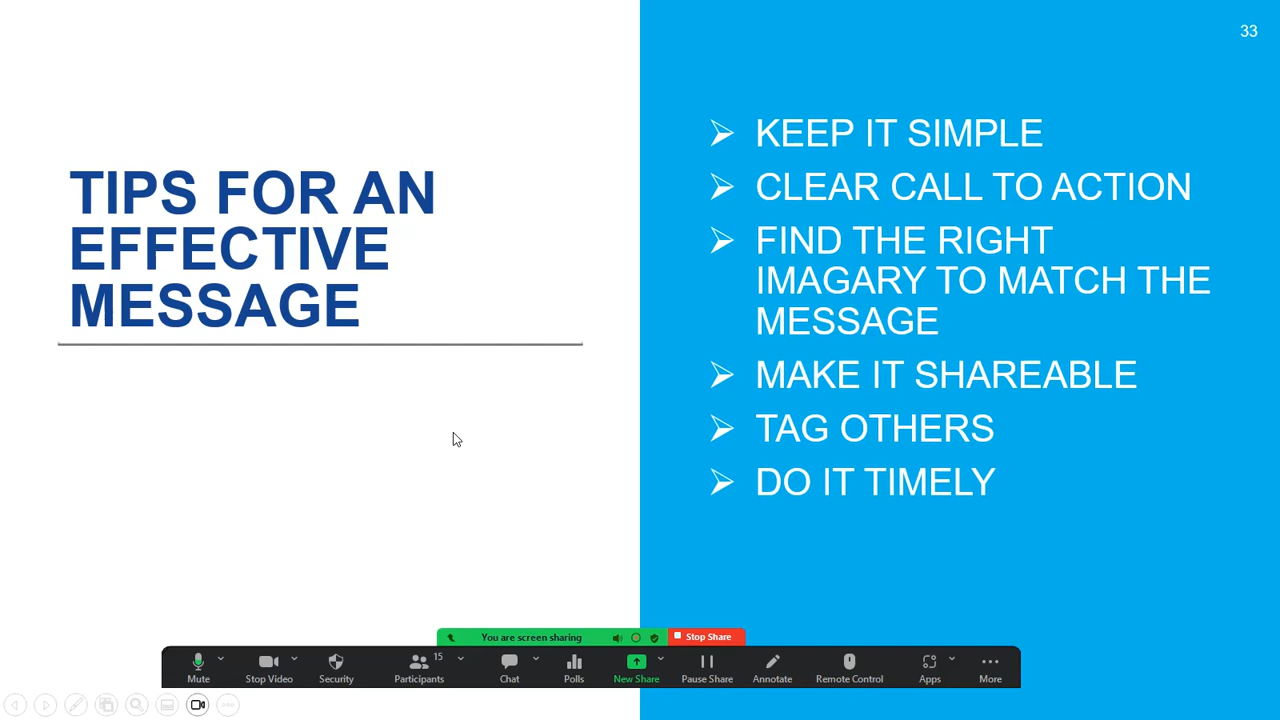 33
TIPS FOR AN
EFFECTIVE
MESSAGE
KEEP IT SIMPLE
CLEAR CALL TO ACTION
FIND THE RIGHT
IMAGARY TO MATCH THE
MESSAGE
MAKE IT SHAREABLE
TAG OTHERS
DO IT TIMELY
You are screen sharing
Stop Share
15
Mute
Stop Video
Security
Participants
Chat
Polls
New Share
Pause Share
Annotate
Remote Control
Apps
More